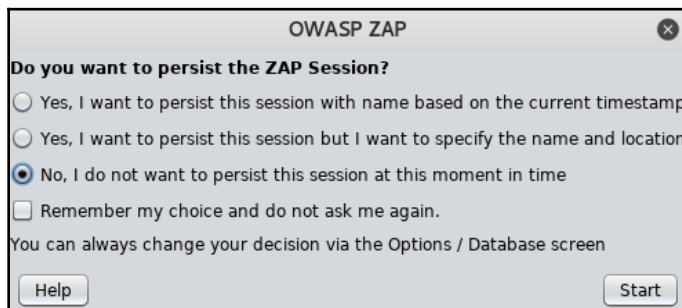 OWASP ZAP
Do you want to persist the ZAP Session?
Yes, I want to persist this session with name based on the current timestamp
Yes, I want to persist this session but I want to specify the name and location
No, I do not want to persist this session at this moment in time
Remember my choice and do not ask me again.
You can always change your decision via the Options / Database screen
Help Start